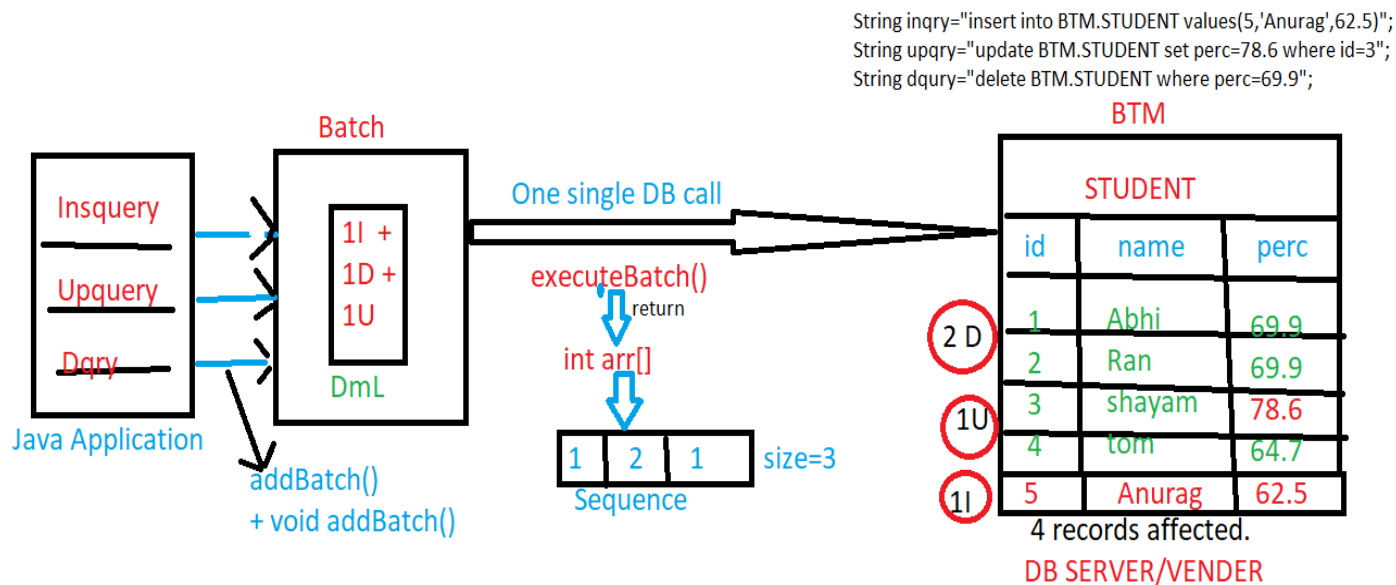 String inqry="insert into BTM.STUDENT values(5,'Anurag',62.5)";
String upqry="update BTM.STUDENT set perc=78.6 where id=3";
String dqury="delete BTM.STUDENT where perc=69.9";
BTM
Batch
Insquery
Upquery
Dqry
Java Application
1I +
1D +
1U
DmL
addBatch()
+ void addBatch()
One single DB call
executeBatch()
return
int arr[]
1 2 1
size=3
Sequence
STUDENT
id name perc
2 D
1 Abhi 69.9
2 Ran 69.9
1U
3 shayam 78.6
4 tom 64.7
1I
5 Anurag 62.5
4 records affected.
DB SERVER/VENDER